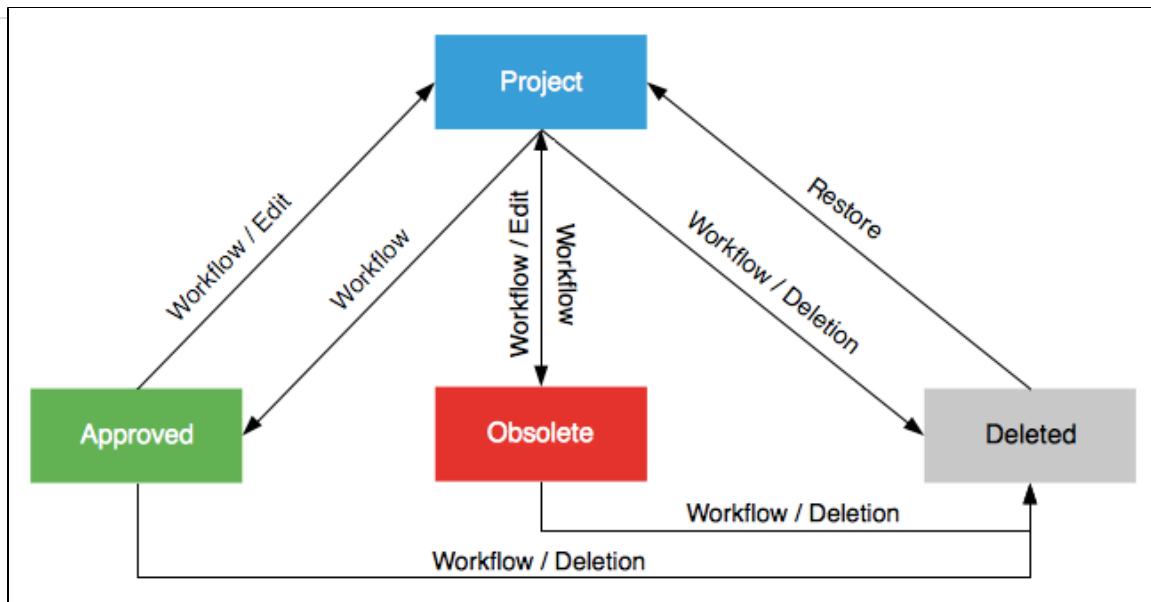 Project
Workflow / Edit
Workflow
Workflow / Edit
Workflow
Workflow / Deletion
Restore
Approved
Obsolete
Deleted
Workflow / Deletion
Workflow / Deletion